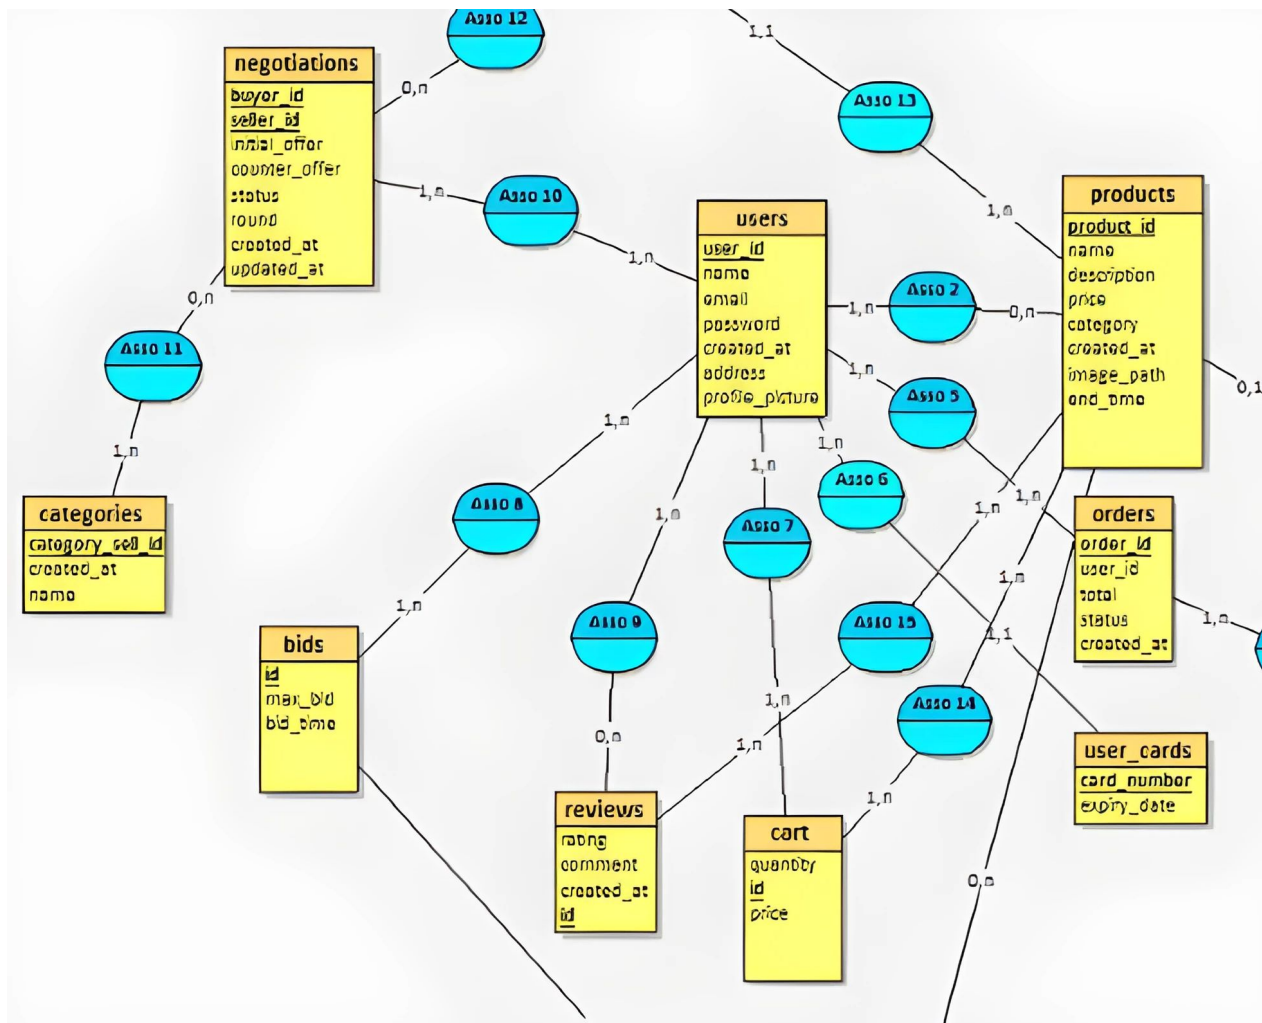 Asso 12
1,1
negotiations
buyer_id
seller_id
initial_offer
counter_offer
status
round
created_at
updated_at
0,n
Asso 13
1,n
Asso 10
1,n
1,n
users
user_id
name
email
password
created_at
address
profile_picture
products
product_id
name
description
price
category
created_at
image_path
end_time
1,n
Asso 2
0,n
0,n
Asso 11
1,n
1,n
Asso 5
1,n
0,1
categories
category_sell_id
created_at
name
1,n
Asso 8
1,n
1,n
Asso 9
0,n
1,n
Asso 7
1,n
1,n
Asso 6
1,1
1,n
Asso 15
1,n
1,n
Asso 14
1,n
orders
order_id
user_id
total
status
created_at
1,n
bids
id
max_bid
bid_time
reviews
rating
comment
created_at
id
cart
quantity
id
price
user_cards
card_number
expiry_date
0,n